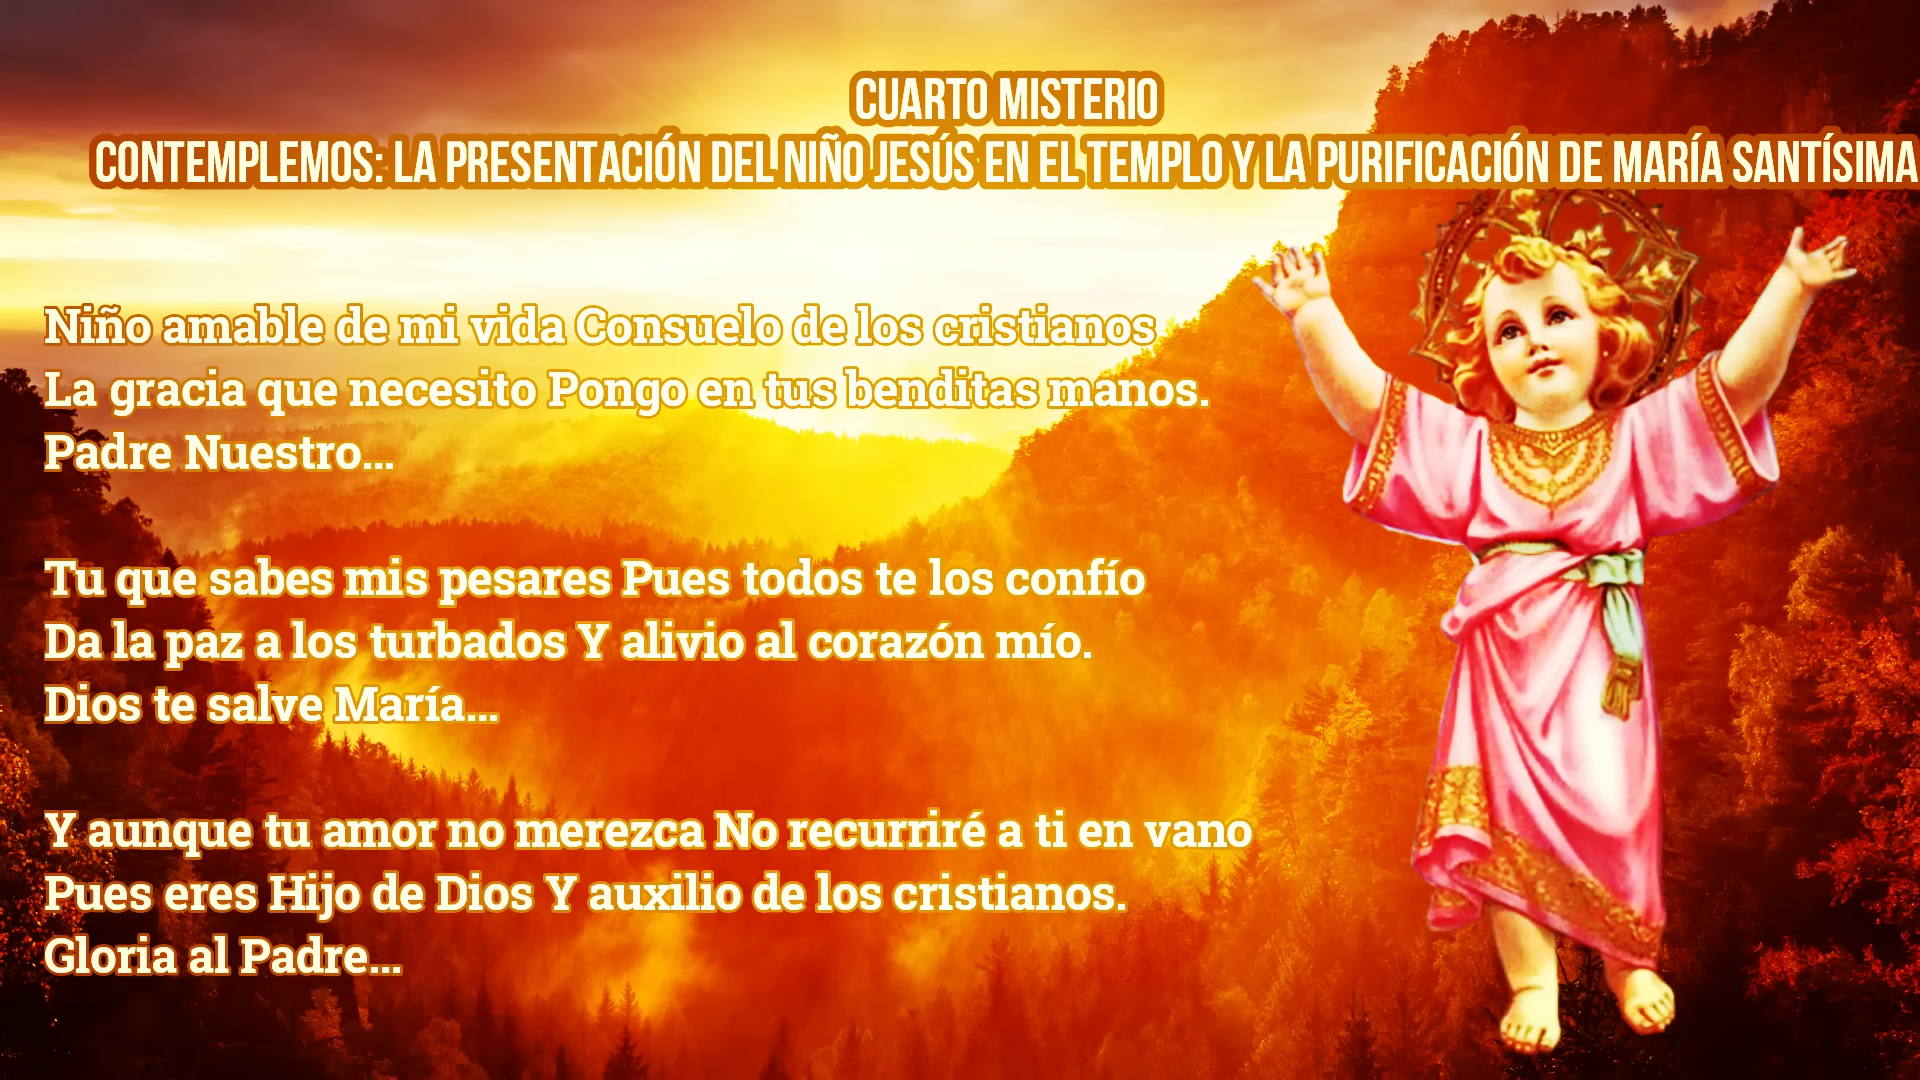 CUARTO MISTERIO
CONTEMPLEMOS: LA PRESENTACIÓN DEL NIÑO JESÚS EN EL TEMPLO Y LA PURIFICACIÓN DE MARÍA SANTÍSIMA
Niño amable de mi vida Consuelo de los cristianos
La gracia que necesito Pongo en tus benditas manos.
Padre Nuestro...
Tu que sabes mis pesares Pues todos te los confío
Da la paz a los turbados Y alivio al corazón mío.
Dios te salve María...
Y aunque tu amor no merezca No recurriré a ti en vano
Pues eres Hijo de Dios Y auxilio de los cristianos.
Gloria al Padre...